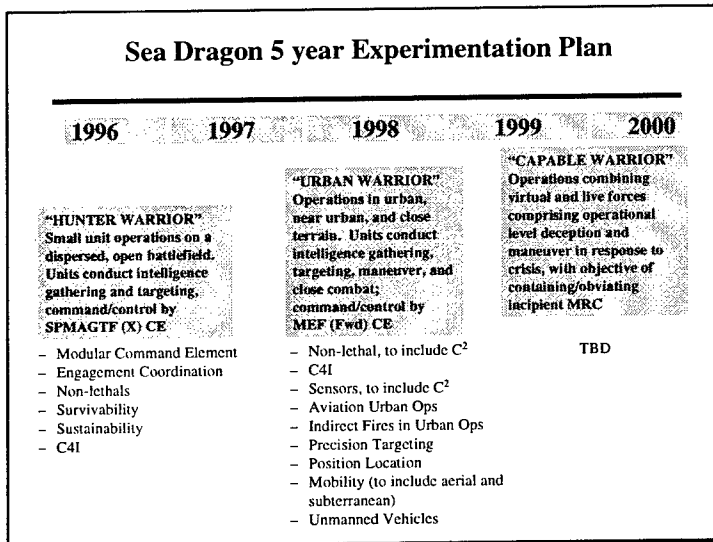 Sea Dragon 5 year Experimentation Plan
1996 1997 1998 1999 2000
"HUNTER WARRIOR"
Small unit operations on a
dispersed, open battlefield.
Units conduct intelligence
gathering and targeting,
command/control by
SPMAGTF (X) CE
– Modular Command Element
– Engagement Coordination
– Non-lethals
– Survivability
– Sustainability
– C4I
"URBAN WARRIOR"
Operations in urban,
near urban, and close
terrain. Units conduct
intelligence gathering,
targeting, maneuver, and
close combat;
command/control by
MEF (Fwd) CE
– Non-lethal, to include C²
– C4I
– Sensors, to include C²
– Aviation Urban Ops
– Indirect Fires in Urban Ops
– Precision Targeting
– Position Location
– Mobility (to include aerial and
subterranean)
– Unmanned Vehicles
"CAPABLE WARRIOR"
Operations combining
virtual and live forces
comprising operational
level deception and
maneuver in response to
crisis, with objective of
containing/obviating
incipient MRC
TBD